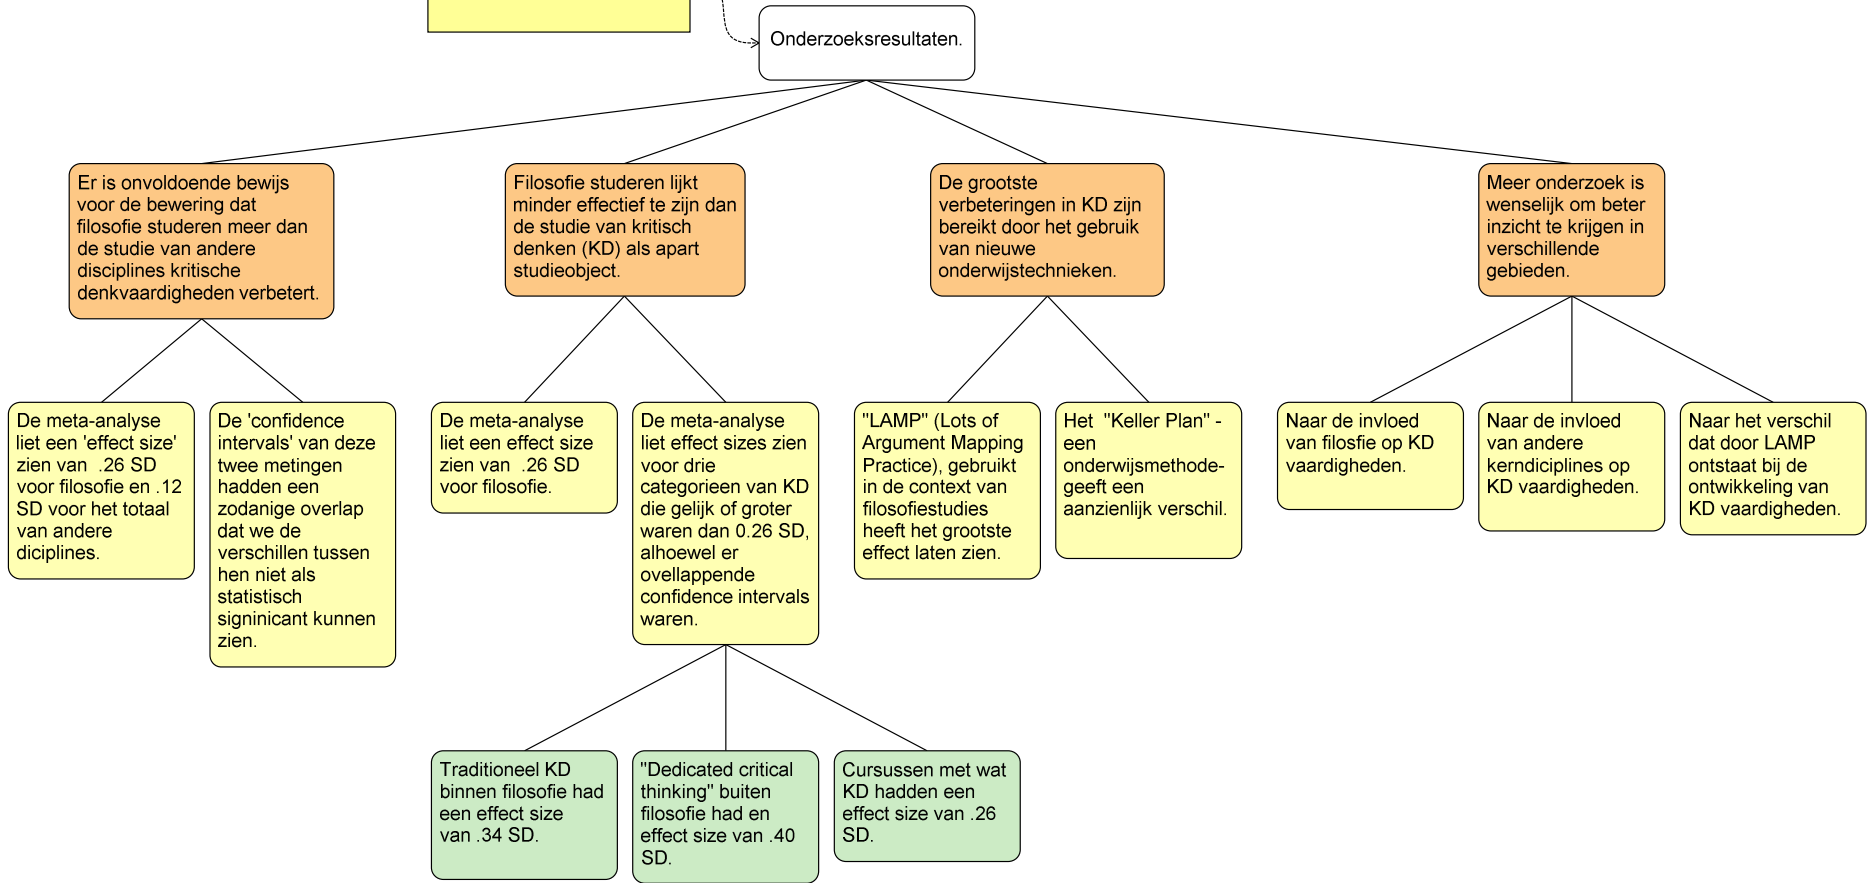 Onderzoeksresultaten.
Er is onvoldoende bewijs
voor de bewering dat
filosofie studeren meer dan
de studie van andere
disciplines kritische
denkvaardigheden verbetert.
Filosofie studeren lijkt
minder effectief te zijn dan
de studie van kritisch
denken (KD) als apart
studieobject.
De grootste
verbeteringen in KD zijn
bereikt door het gebruik
van nieuwe
onderwijstechnieken.
Meer onderzoek is
wenselijk om beter
inzicht te krijgen in
verschillende
gebieden.
De meta-analyse
liet een 'effect size'
zien van .26 SD
voor filosofie en .12
SD voor het totaal
van andere
diciplines.
De 'confidence
intervals' van deze
twee metingen
hadden een
zodanige overlap
dat we de
verschillen tussen
hen niet als
statistisch
signinicant kunnen
zien.
De meta-analyse
liet een effect size
zien van .26 SD
voor filosofie.
De meta-analyse
liet effect sizes zien
voor drie
categorieen van KD
die gelijk of groter
waren dan 0.26 SD,
alhoewel er
ovellappende
confidence intervals
waren.
"LAMP" (Lots of
Argument Mapping
Practice), gebruikt
in de context van
filosofiestudies
heeft het grootste
effect laten zien.
Het "Keller Plan" -
een
onderwijsmethode-
geeft een
aanzienlijk verschil.
Naar de invloed
van filosfie op KD
vaardigheden.
Naar de invloed
van andere
kerndiciplines op
KD vaardigheden.
Naar het verschil
dat door LAMP
ontstaat bij de
ontwikkeling van
KD vaardigheden.
Traditioneel KD
binnen filosofie had
een effect size
van .34 SD.
"Dedicated critical
thinking" buiten
filosofie had en
effect size van .40
SD.
Cursussen met wat
KD hadden een
effect size van .26
SD.